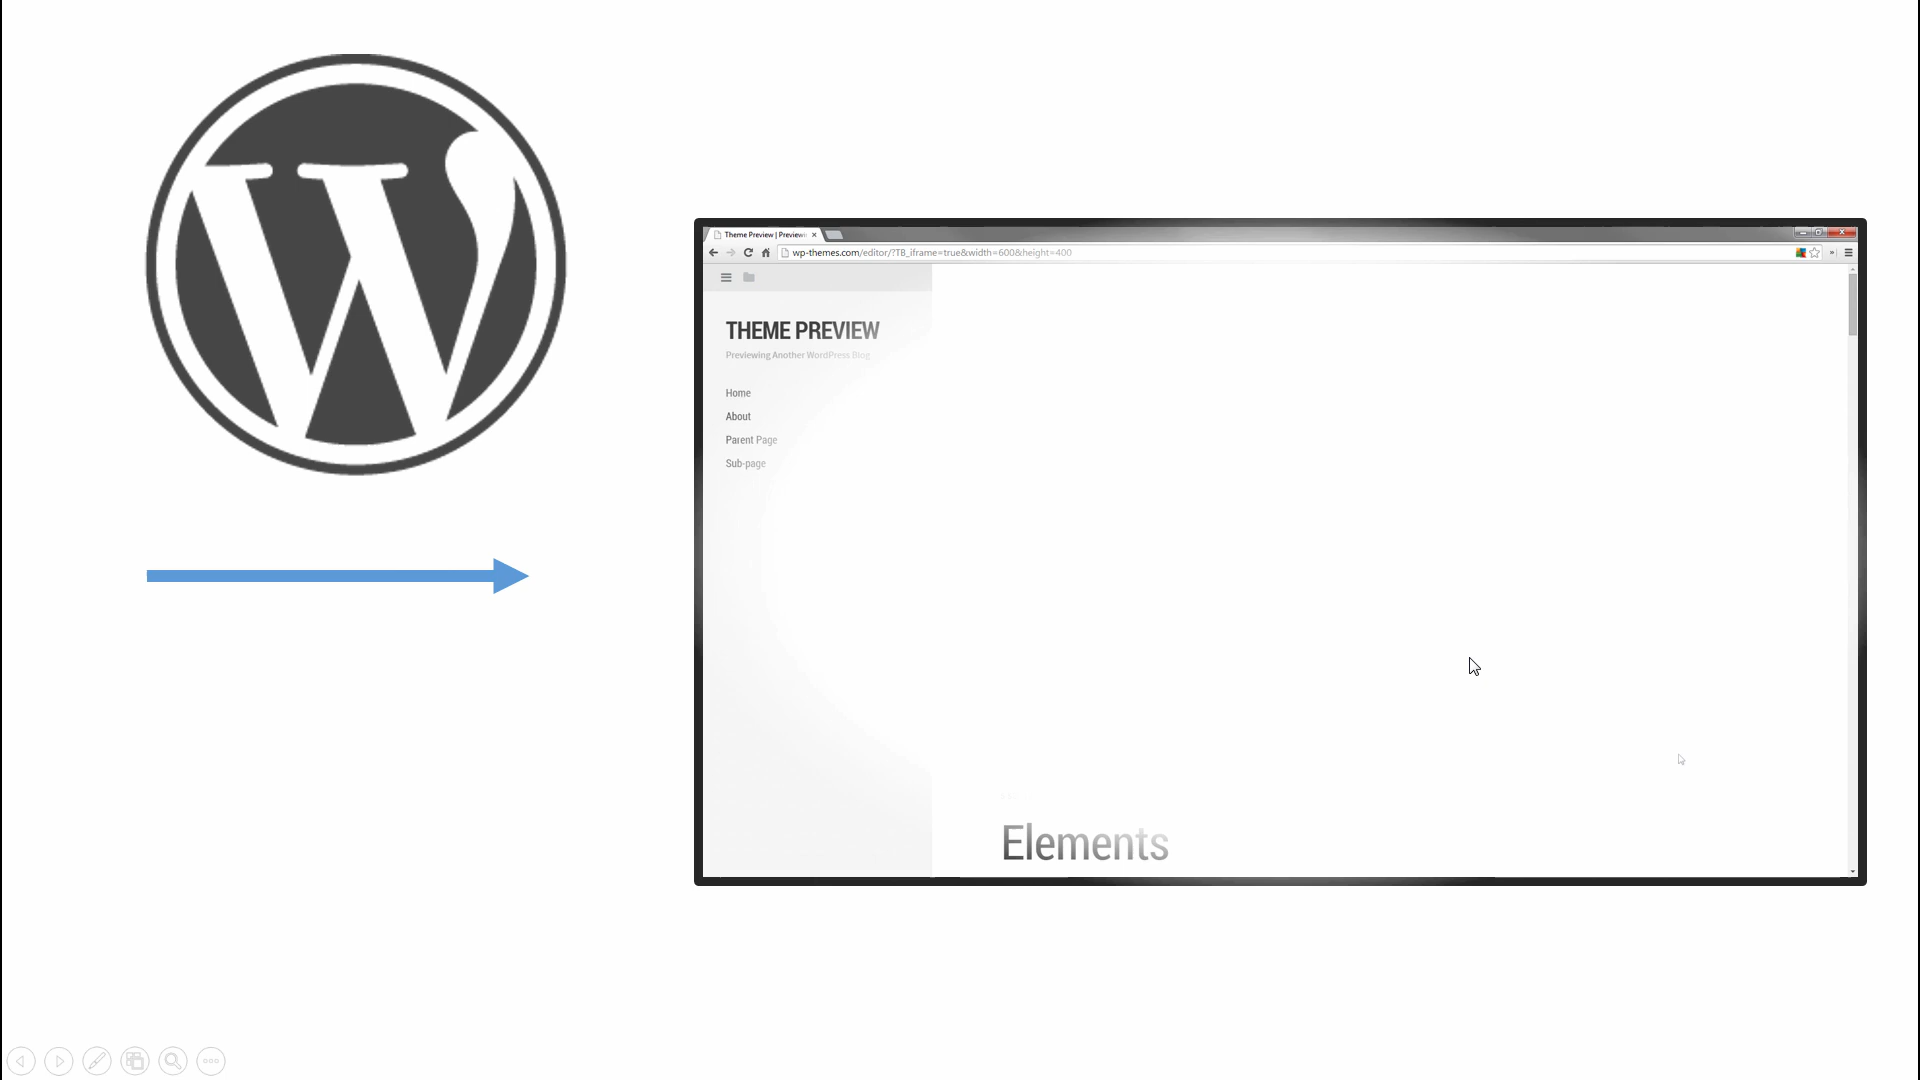 W
Theme Preview | Previewi
wp-themes.com/editor/?TB_iframe=true&width=600&height=400
THEME PREVIEW
Previewing Another WordPress Blog
Home
About
Parent Page
Sub-page
Elements